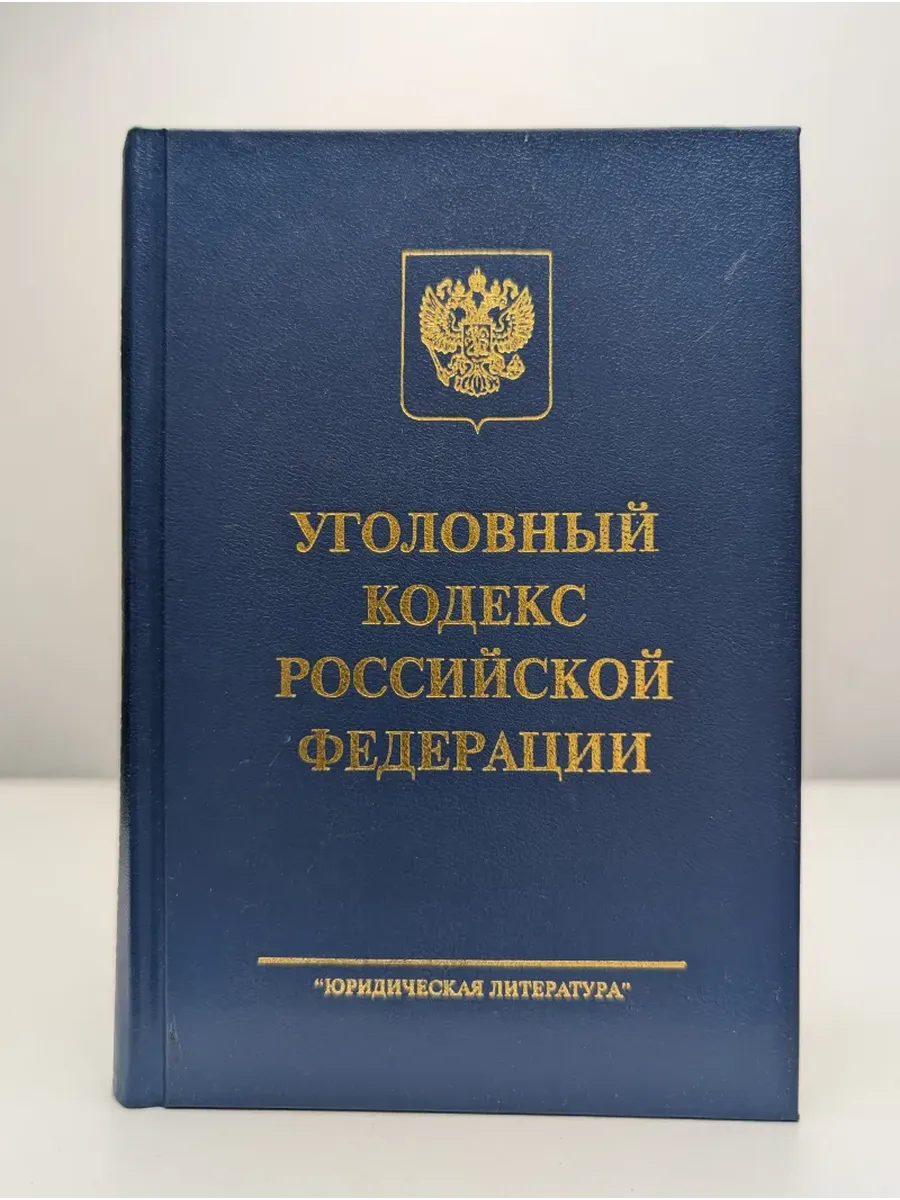 УГОЛОВНЫЙ
КОДЕКС
РОССИЙСКОЙ
ФЕДЕРАЦИИ
"ЮРИДИЧЕСКАЯ ЛИТЕРАТУРА"